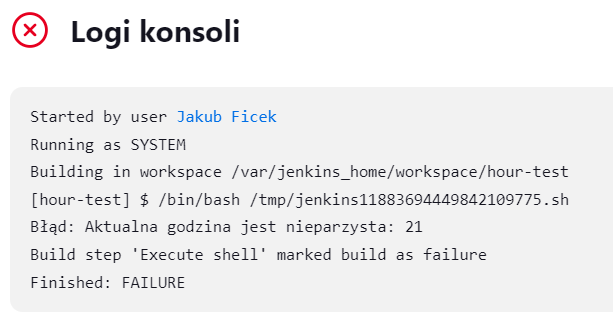 Logi konsoli
Started by user Jakub Ficek
Running as SYSTEM
Building in workspace /var/jenkins_home/workspace/hour-test
[hour-test] $ /bin/bash /tmp/jenkins11883694449842109775.sh
Błąd: Aktualna godzina jest nieparzysta: 21
Build step 'Execute shell' marked build as failure
Finished: FAILURE